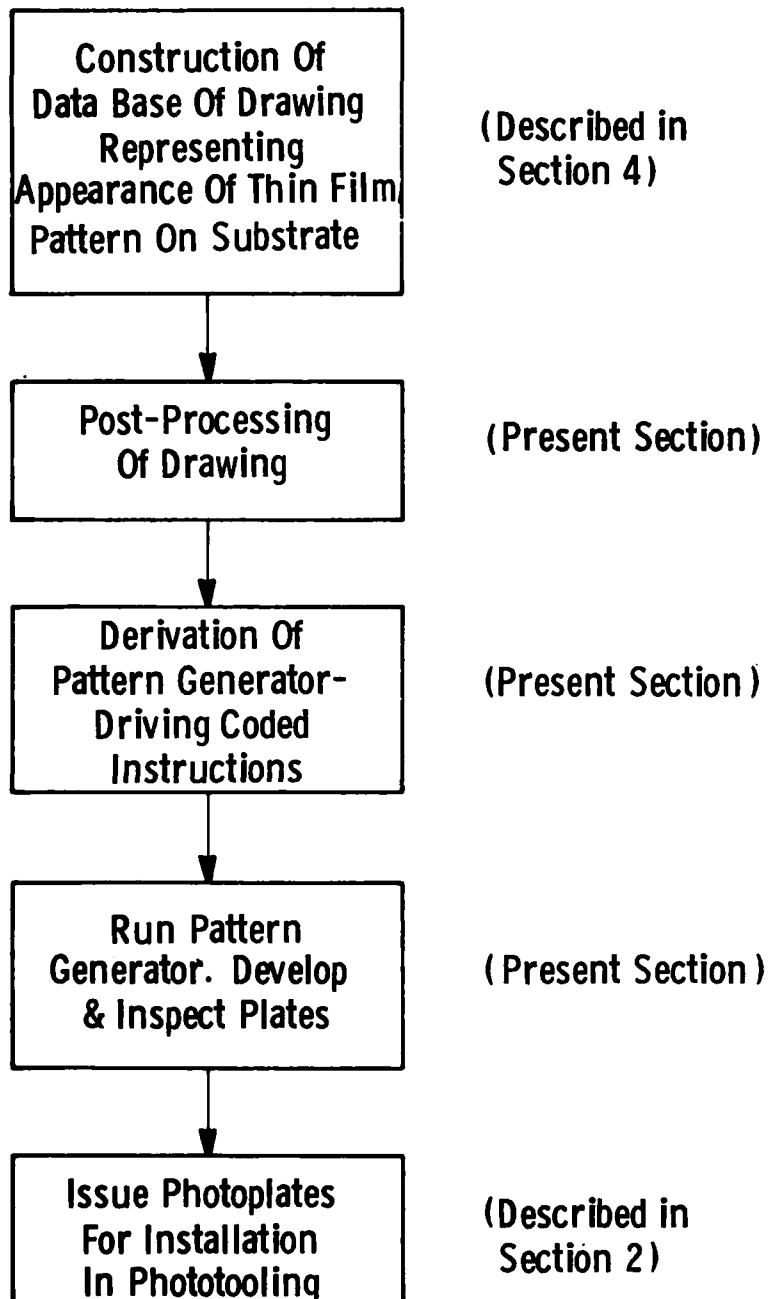 Construction Of
Data Base Of Drawing
Representing
Appearance Of Thin Film
Pattern On Substrate
(Described in
Section 4)
Post-Processing
Of Drawing
(Present Section)
Derivation Of
Pattern Generator-
Driving Coded
Instructions
(Present Section)
Run Pattern
Generator. Develop
& Inspect Plates
(Present Section)
Issue Photoplates
For Installation
In Phototooling
(Described in
Section 2)